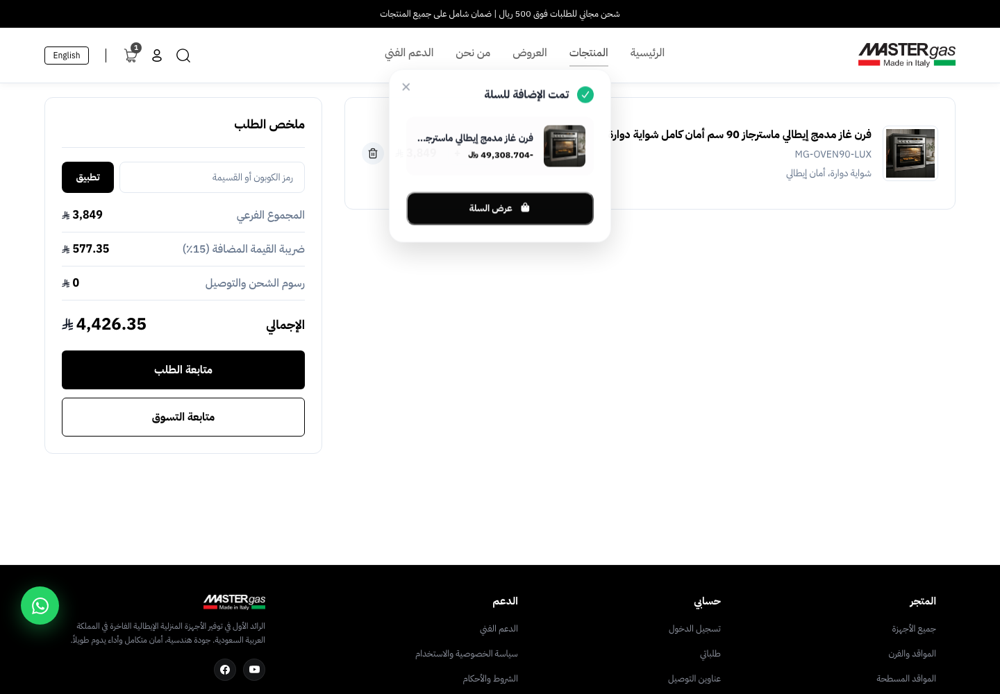 شحن مجاني للطلبات فوق 500 ريال | ضمان شامل على جميع المنتجات
MASTERgas
Made in Italy
الرئيسية
المنتجات
العروض
من نحن
الدعم الفني
1
English
تمت الإضافة للسلة
فرن غاز مدمج إيطالي ماسترجـ...
-49,308.704 ﷼
عرض السلة
فرن غاز مدمج إيطالي ماسترجاز 90 سم أمان كامل شواية دوارة
MG-OVEN90-LUX
شواية دوارة، أمان إيطالي
3,849
ملخص الطلب
رمز الكوبون أو القسيمة
تطبيق
المجموع الفرعي
3,849
ضريبة القيمة المضافة (15٪)
577.35
رسوم الشحن والتوصيل
0
الإجمالي
4,426.35
متابعة الطلب
متابعة التسوق
المتجر
جميع الأجهزة
المواقد والفرن
المواقد المسطحة
حسابي
تسجيل الدخول
طلباتي
عناوين التوصيل
الدعم
الدعم الفني
سياسة الخصوصية والاستخدام
الشروط والأحكام
MASTERgas
Made in Italy
الرائد الأول في توفير الأجهزة المنزلية الإيطالية الفاخرة في المملكة
العربية السعودية. جودة هندسية، أمان متكامل وأداء يدوم طويلاً.